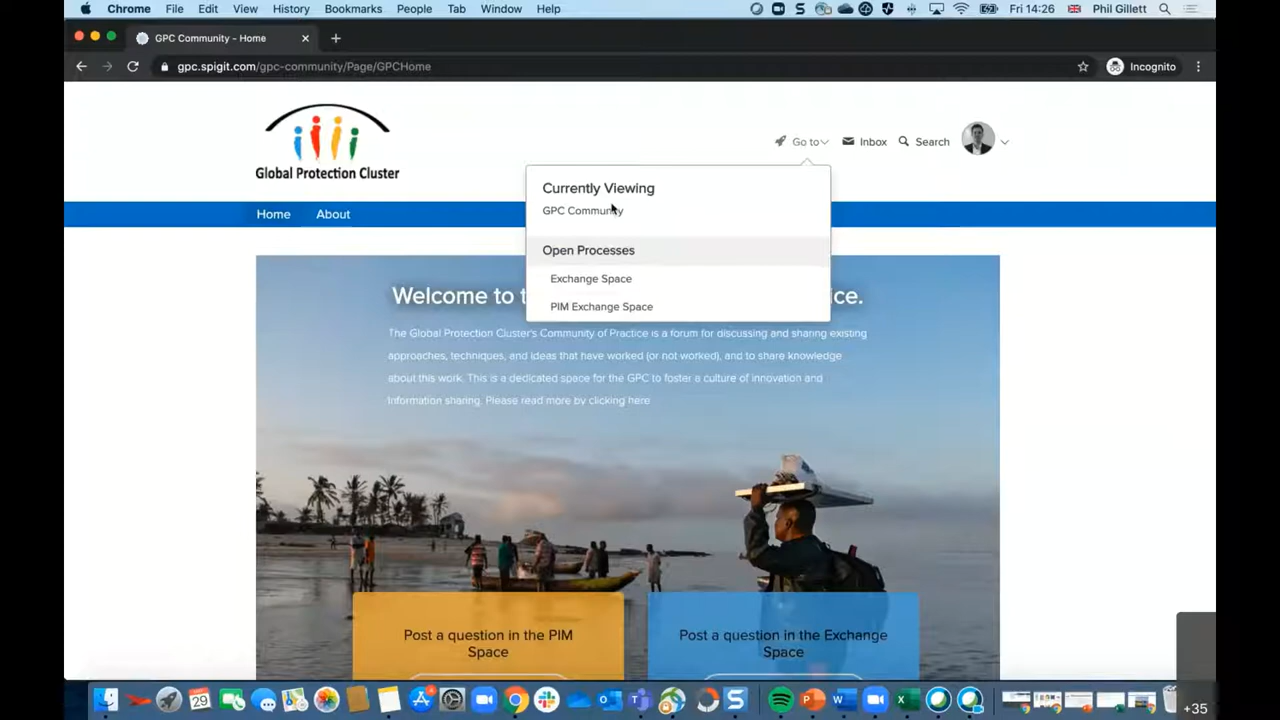 Chrome File Edit View History Bookmarks People Tab Window Help Fri 14:26 Phil Gillett
GPC Community - Home
gpc.spigit.com/gpc-community/Page/GPCHome Incognito
Global Protection Cluster
Go to Inbox Search
Home About
Currently Viewing
GPC Community
Open Processes
Exchange Space
PIM Exchange Space
Welcome to t ice.
The Global Protection Cluster's Community of Practice is a forum for discussing and sharing existing
approaches, techniques, and ideas that have worked (or not worked), and to share knowledge
about this work. This is a dedicated space for the GPC to foster a culture of innovation and
information sharing. Please read more by clicking here
Post a question in the PIM
Space
Post a question in the Exchange
Space
29
+35